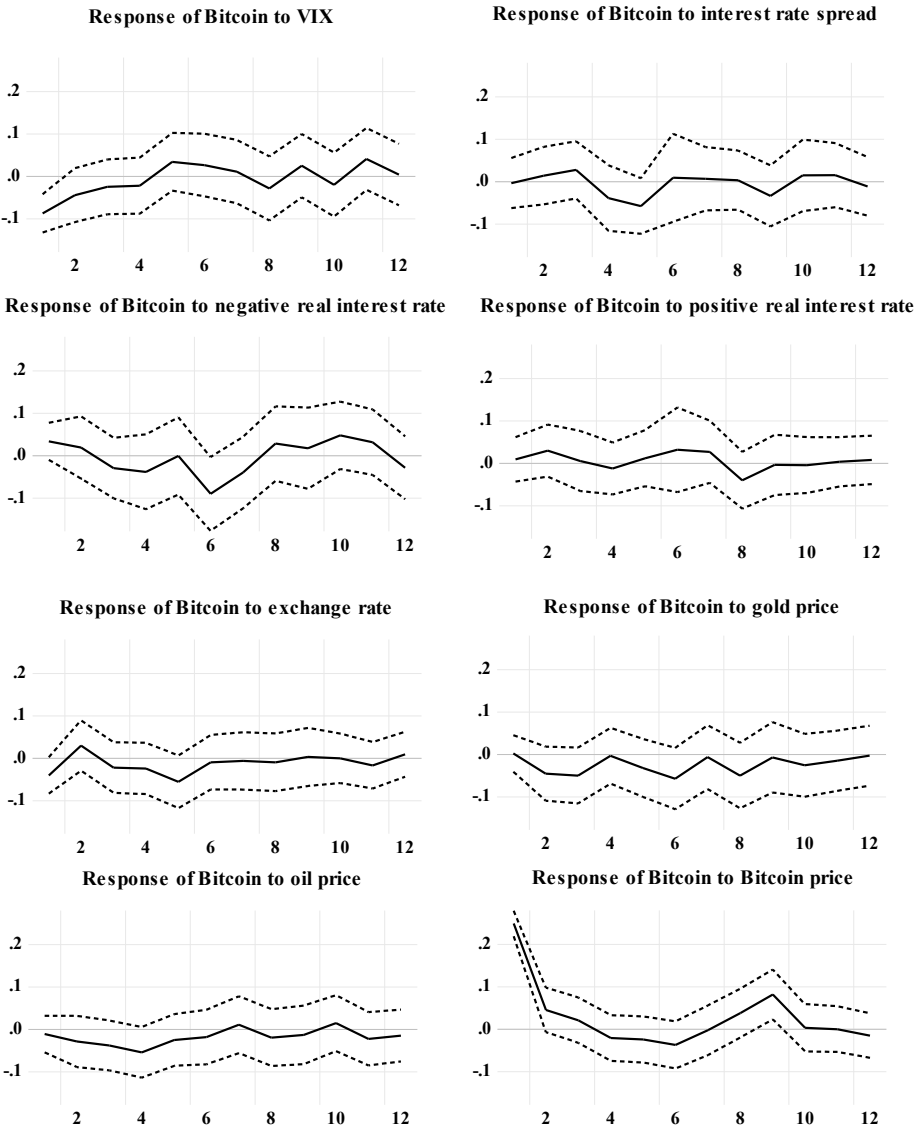 Response of Bitcoin to VIX
.2
.1
.0
-.1
2 4 6 8 10 12
Response of Bitcoin to interest rate spread
.2
.1
.0
-.1
2 4 6 8 10 12
Response of Bitcoin to negative real interest rate
.2
.1
.0
-.1
2 4 6 8 10 12
Response of Bitcoin to positive real interest rate
.2
.1
.0
-.1
2 4 6 8 10 12
Response of Bitcoin to exchange rate
.2
.1
.0
-.1
2 4 6 8 10 12
Response of Bitcoin to gold price
.2
.1
.0
-.1
2 4 6 8 10 12
Response of Bitcoin to oil price
.2
.1
.0
-.1
2 4 6 8 10 12
Response of Bitcoin to Bitcoin price
.2
.1
.0
-.1
2 4 6 8 10 12